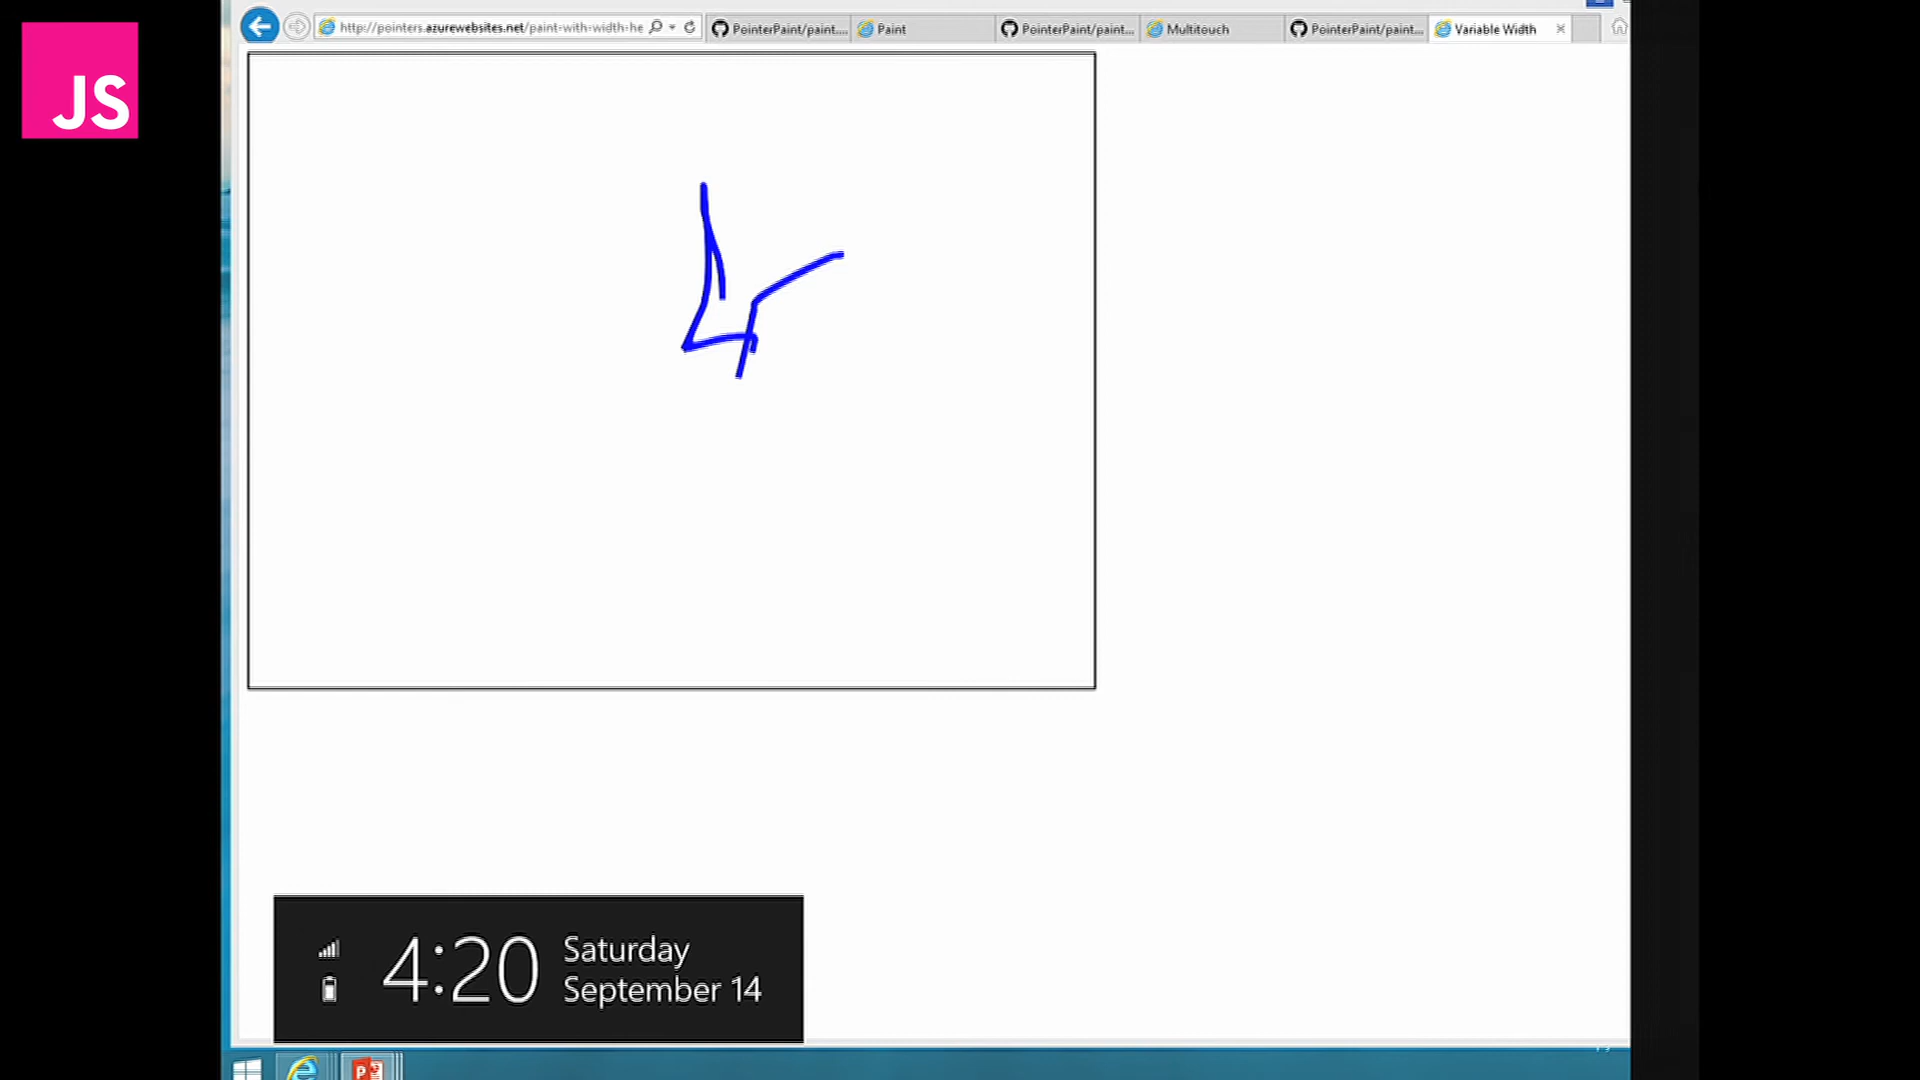 JS
http://pointers.azurewebsites.net/paint-with-width-he
PointerPaint/paint....
Paint
PointerPaint/paint...
Multitouch
PointerPaint/paint...
Variable Width
4:20
Saturday
September 14